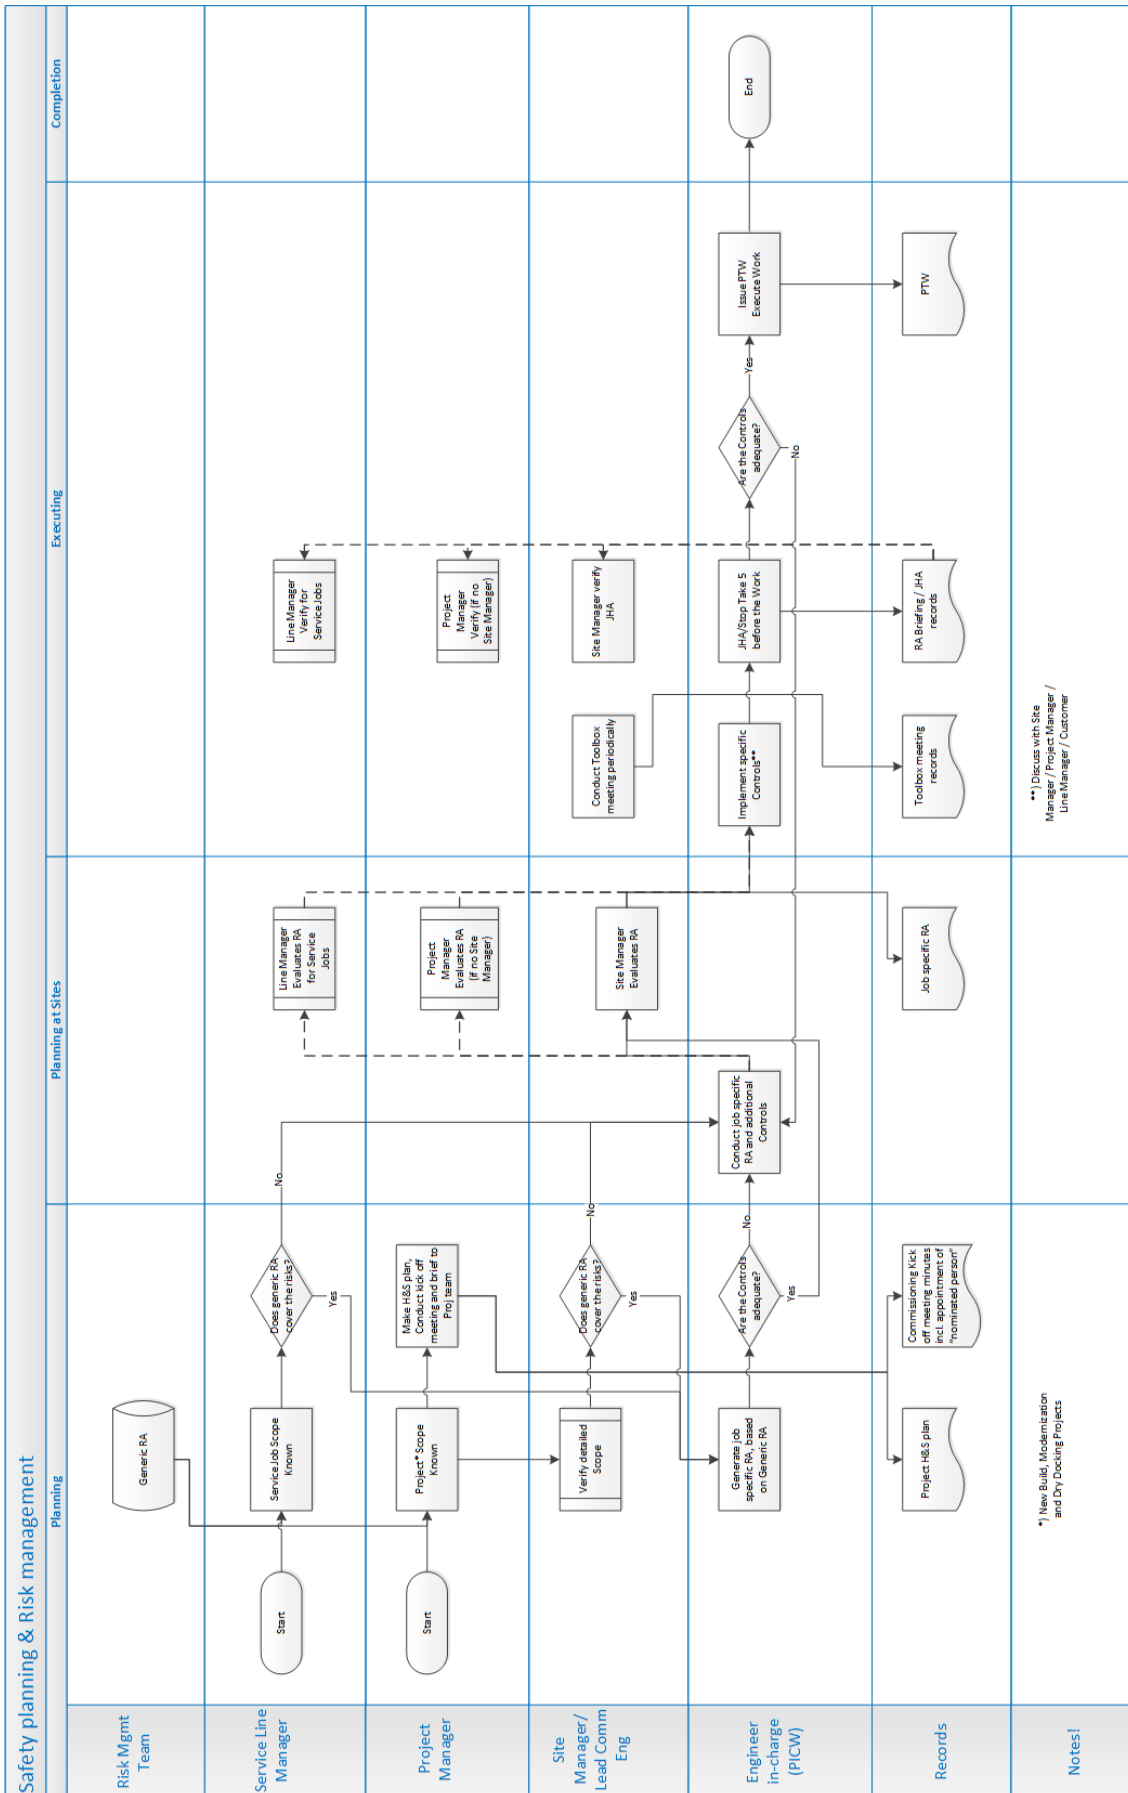 Safety planning & Risk management
Planning
Planning at Sites
Executing
Completion
Risk Mgmt
Team
Generic RA
Service Line
Manager
Start
Service Job Scope
Known
Does generic RA
cover the risks?
No
Yes
Line Manager
Evaluates RA
for Service
Jobs
Line Manager
Verify for
Service Jobs
Project
Manager
Start
Project* Scope
Known
Make H&S plan,
Conduct kick off
meeting and brief to
Proj team
Project
Manager
Evaluates RA
(if no Site
Manager)
Project
Manager
Verify (if no
Site Manager)
Site
Manager/
Lead Comm
Eng
Verify detailed
Scope
Does generic RA
cover the risks?
No
Yes
Site Manager
Evaluates RA
Conduct Toolbox
meeting periodically
Site Manager verify
JHA
Engineer
in-charge
(PICW)
Generate job
specific RA, based
on Generic RA
Are the Controls
adequate?
No
Yes
Conduct job specific
RA and additional
Controls
Implement specific
Controls**
JHA/Stop Take 5
before the Work
Are the Controls
adequate?
Yes
No
Issue PTW
Execute Work
End
Records
Project H&S plan
Commissioning Kick
off meeting minutes
incl. appointment of
"nominated person"
Job specific RA
Toolbox meeting
records
RA Briefing / JHA
records
PTW
Notes!
*) New Build, Modernization
and Dry Docking Projects
**) Discuss with Site
Manager / Project Manager /
Line Manager / Customer